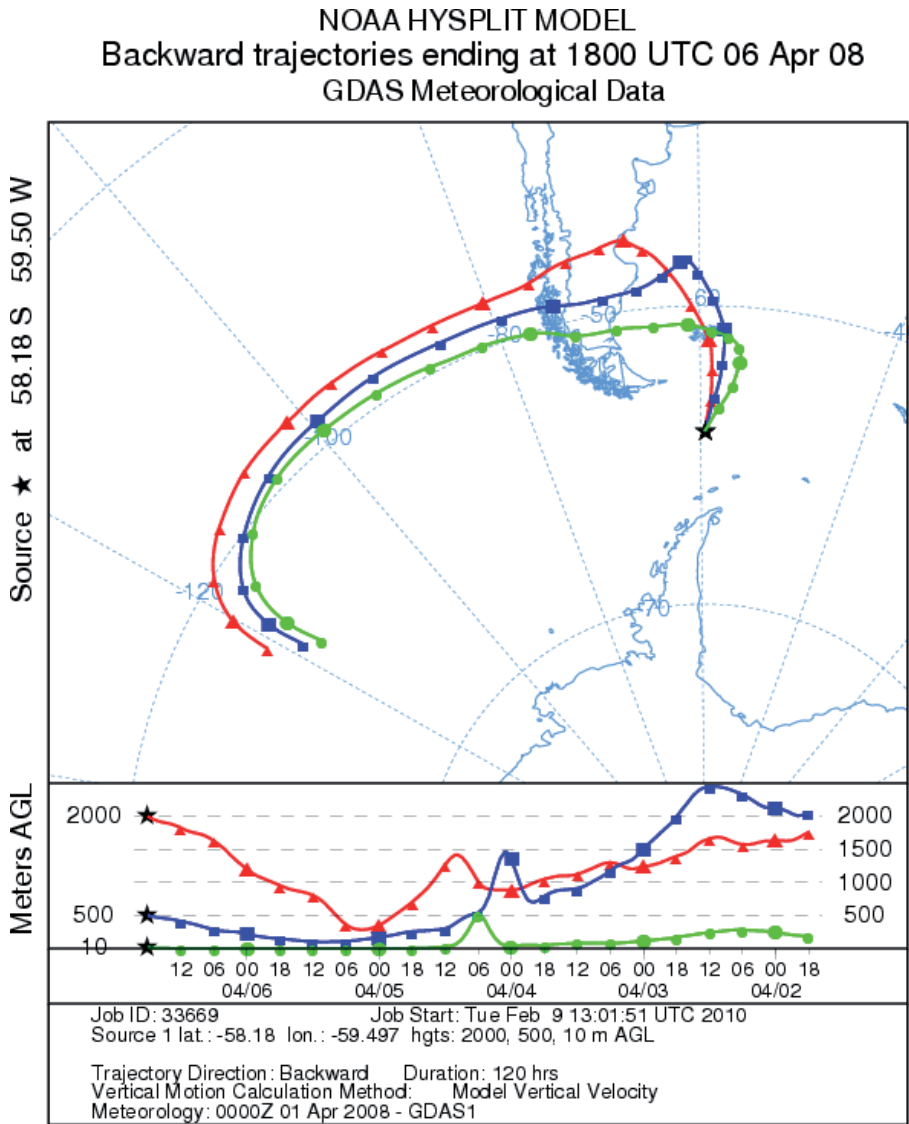 NOAA HYSPLIT MODEL
Backward trajectories ending at 1800 UTC 06 Apr 08
GDAS Meteorological Data
Source ★ at 58.18 S 59.50 W
-60
-50
-80
-4
-100
-120
-70
Meters AGL
2000 2000
1500
1000
500 500
10
12 06 00 18 12 06 00 18 12 06 00 18 12 06 00 18 12 06 00 18
04/06 04/05 04/04 04/03 04/02
Job ID: 33669 Job Start: Tue Feb 9 13:01:51 UTC 2010
Source 1 lat.: -58.18 lon.: -59.497 hgts: 2000, 500, 10 m AGL
Trajectory Direction: Backward Duration: 120 hrs
Vertical Motion Calculation Method: Model Vertical Velocity
Meteorology: 0000Z 01 Apr 2008 - GDAS1